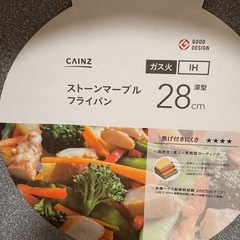 GOOD DESIGN
CAINZ
ガス火 IH
ストーンマーブル
フライパン
深型
28cm
焦げ付きにくさ ★★★★